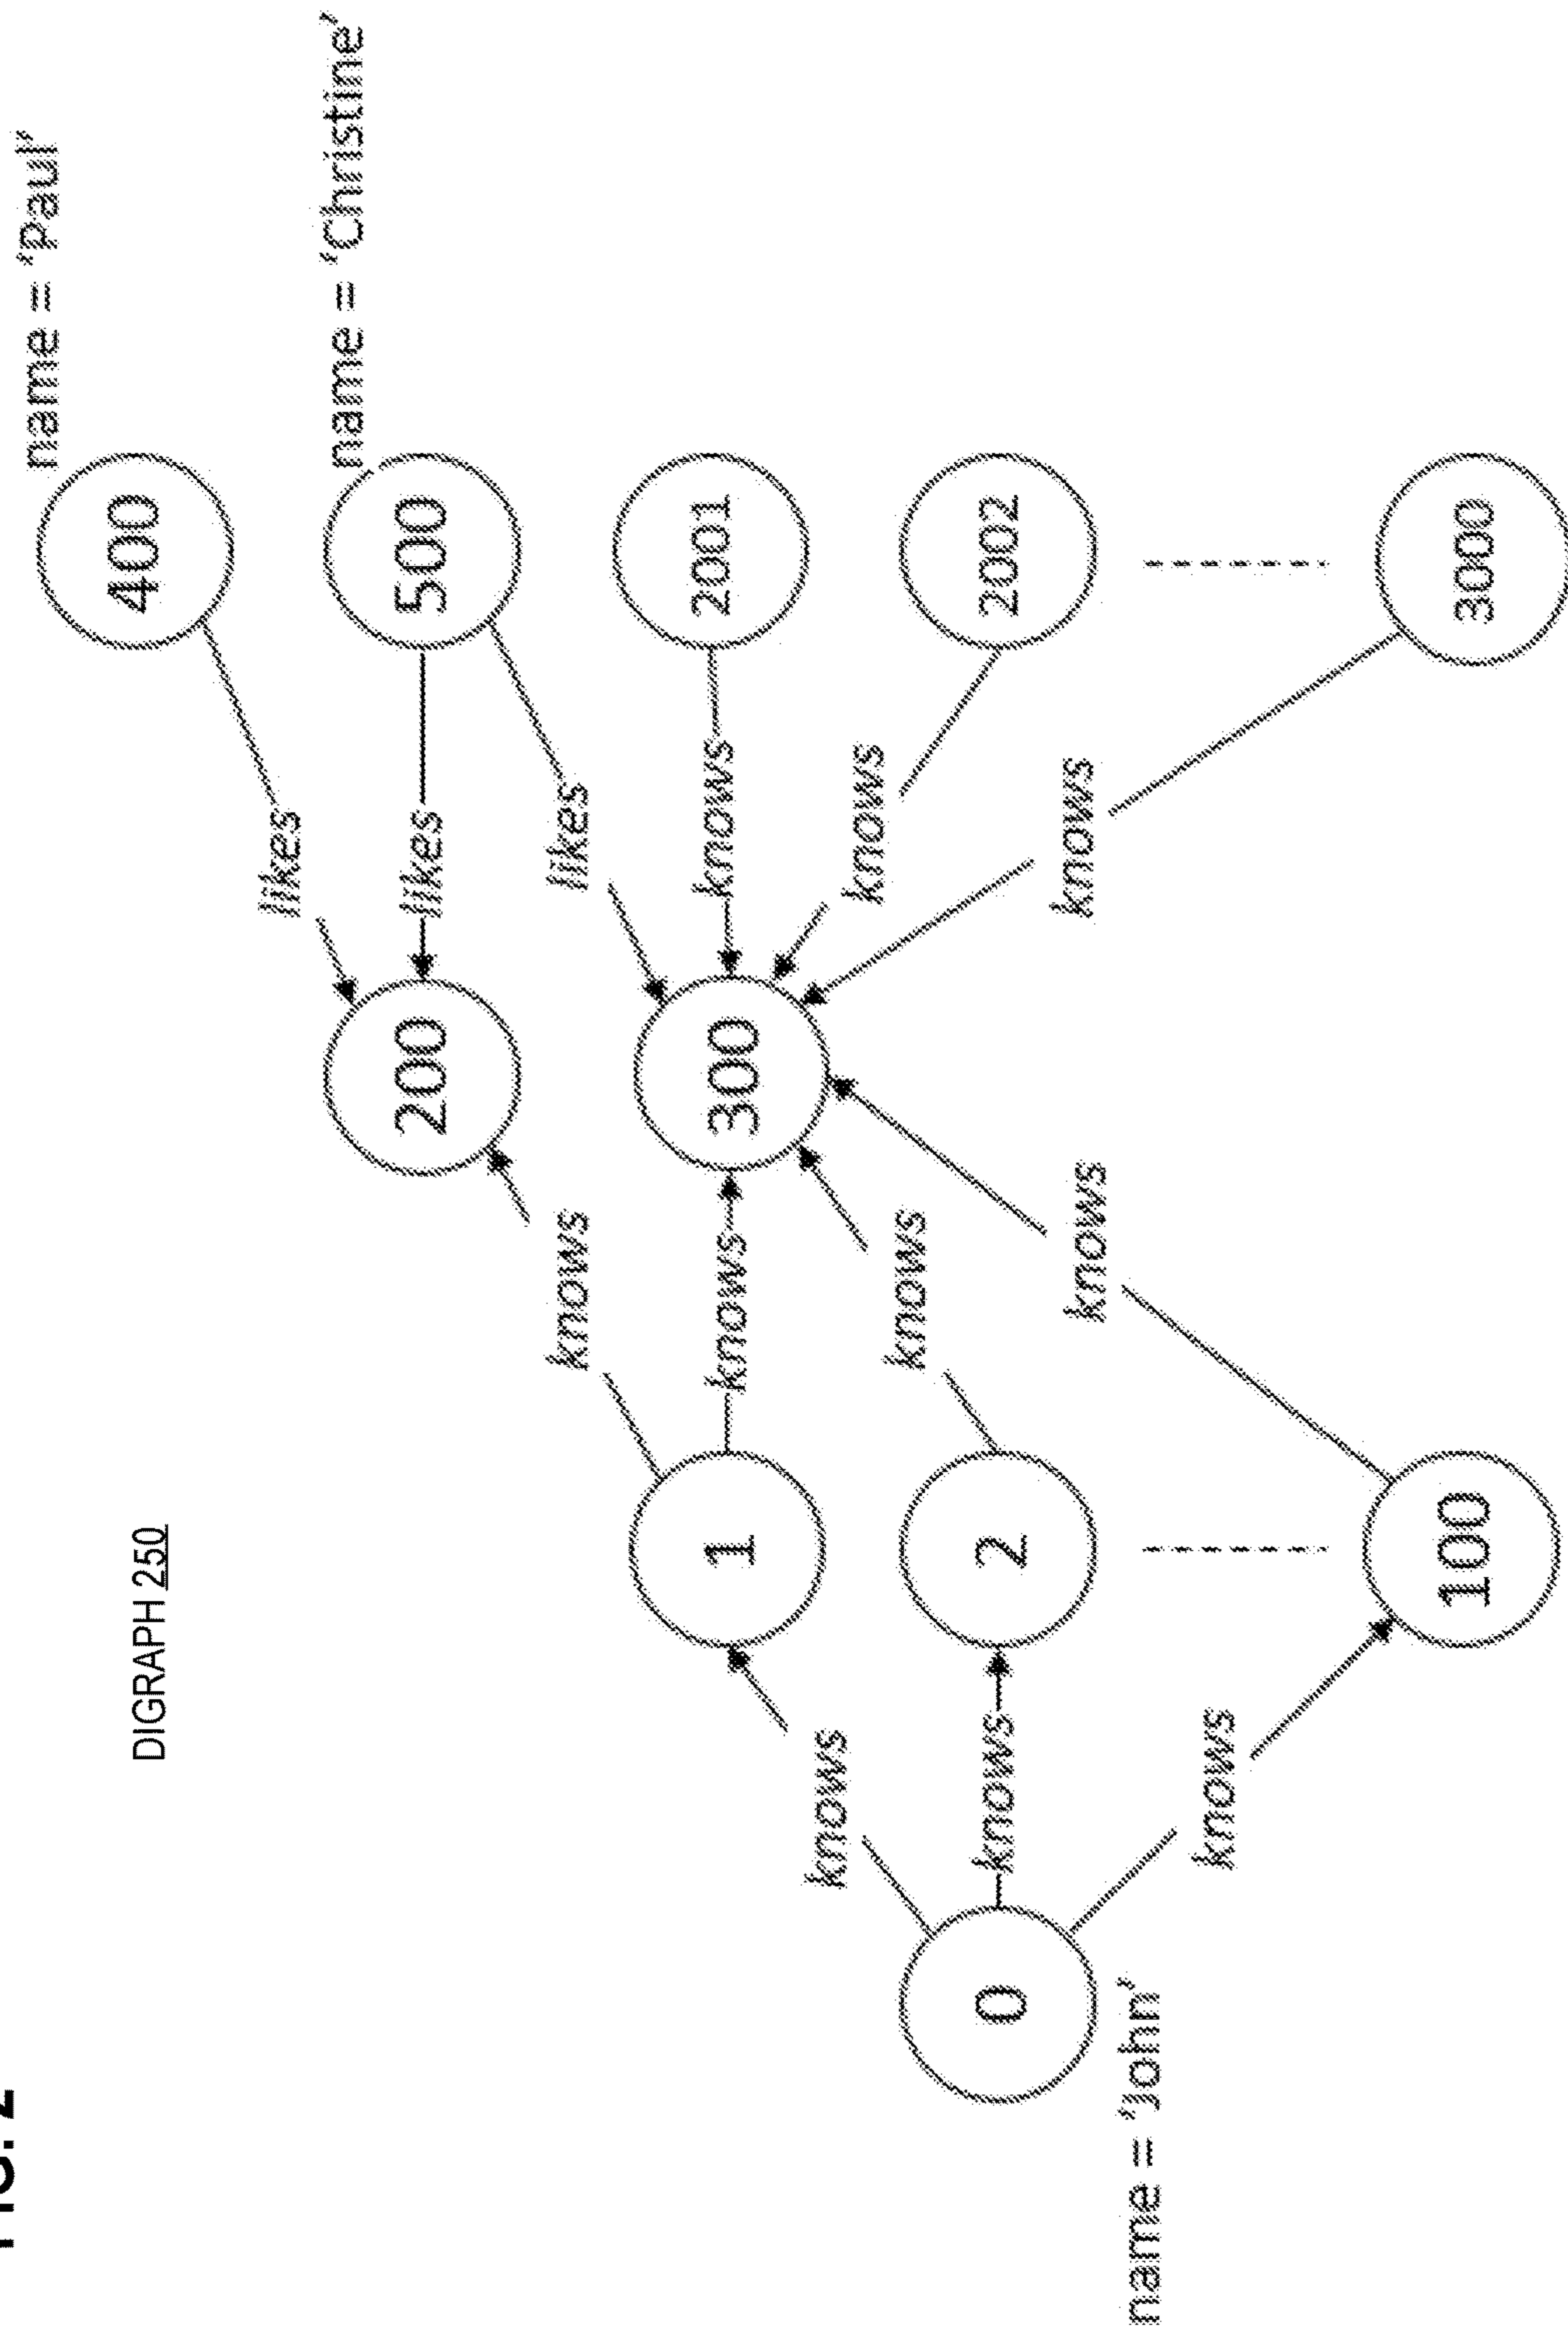 FIG. 2
name = ‘Paul’
DIGRAPH 250
400
likes
name = ‘Christine’
200
likes
500
knows
likes
1
knows
300
knows
2001
knows
knows
knows
0
knows
2
2002
knows
knows
name = ‘John’
knows
100
3000